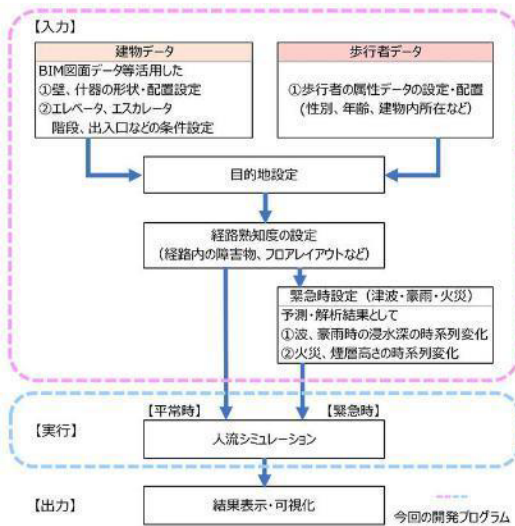 【入力】
建物データ
BIM図面データ等活用した
①壁、什器の形状・配置設定
②エレベータ、エスカレータ
階段、出入口などの条件設定
歩行者データ
①歩行者の属性データの設定・配置
(性別、年齢、建物内所在など)
目的地設定
経路熟知度の設定
(経路内の障害物、フロアレイアウトなど)
緊急時設定(津波・豪雨・火災)
予測・解析結果として
①波、豪雨時の浸水深の時系列変化
②火災、煙層高さの時系列変化
【平常時】
【緊急時】
【実行】
人流シミュレーション
【出力】
結果表示・可視化
今回の開発プログラム